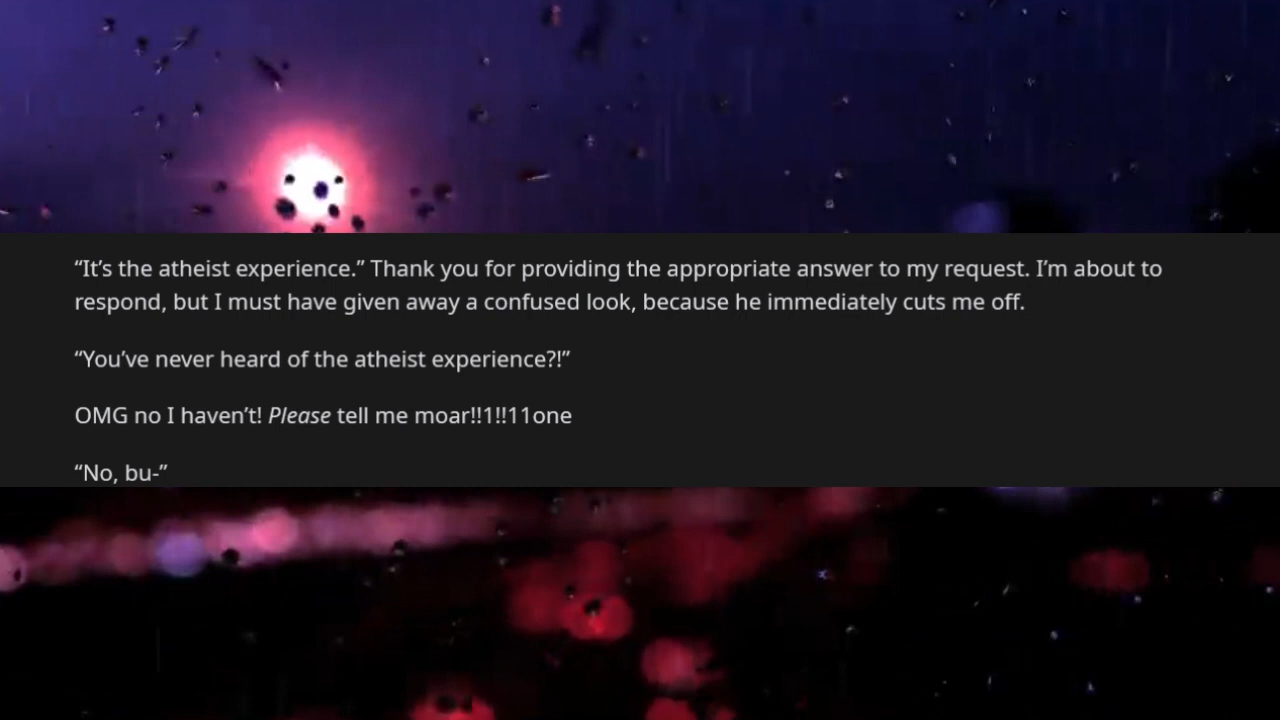 “It’s the atheist experience.” Thank you for providing the appropriate answer to my request. I’m about to
respond, but I must have given away a confused look, because he immediately cuts me off.
“You’ve never heard of the atheist experience?!”
OMG no I haven’t! Please tell me moar!!1!!11one
“No, bu-”